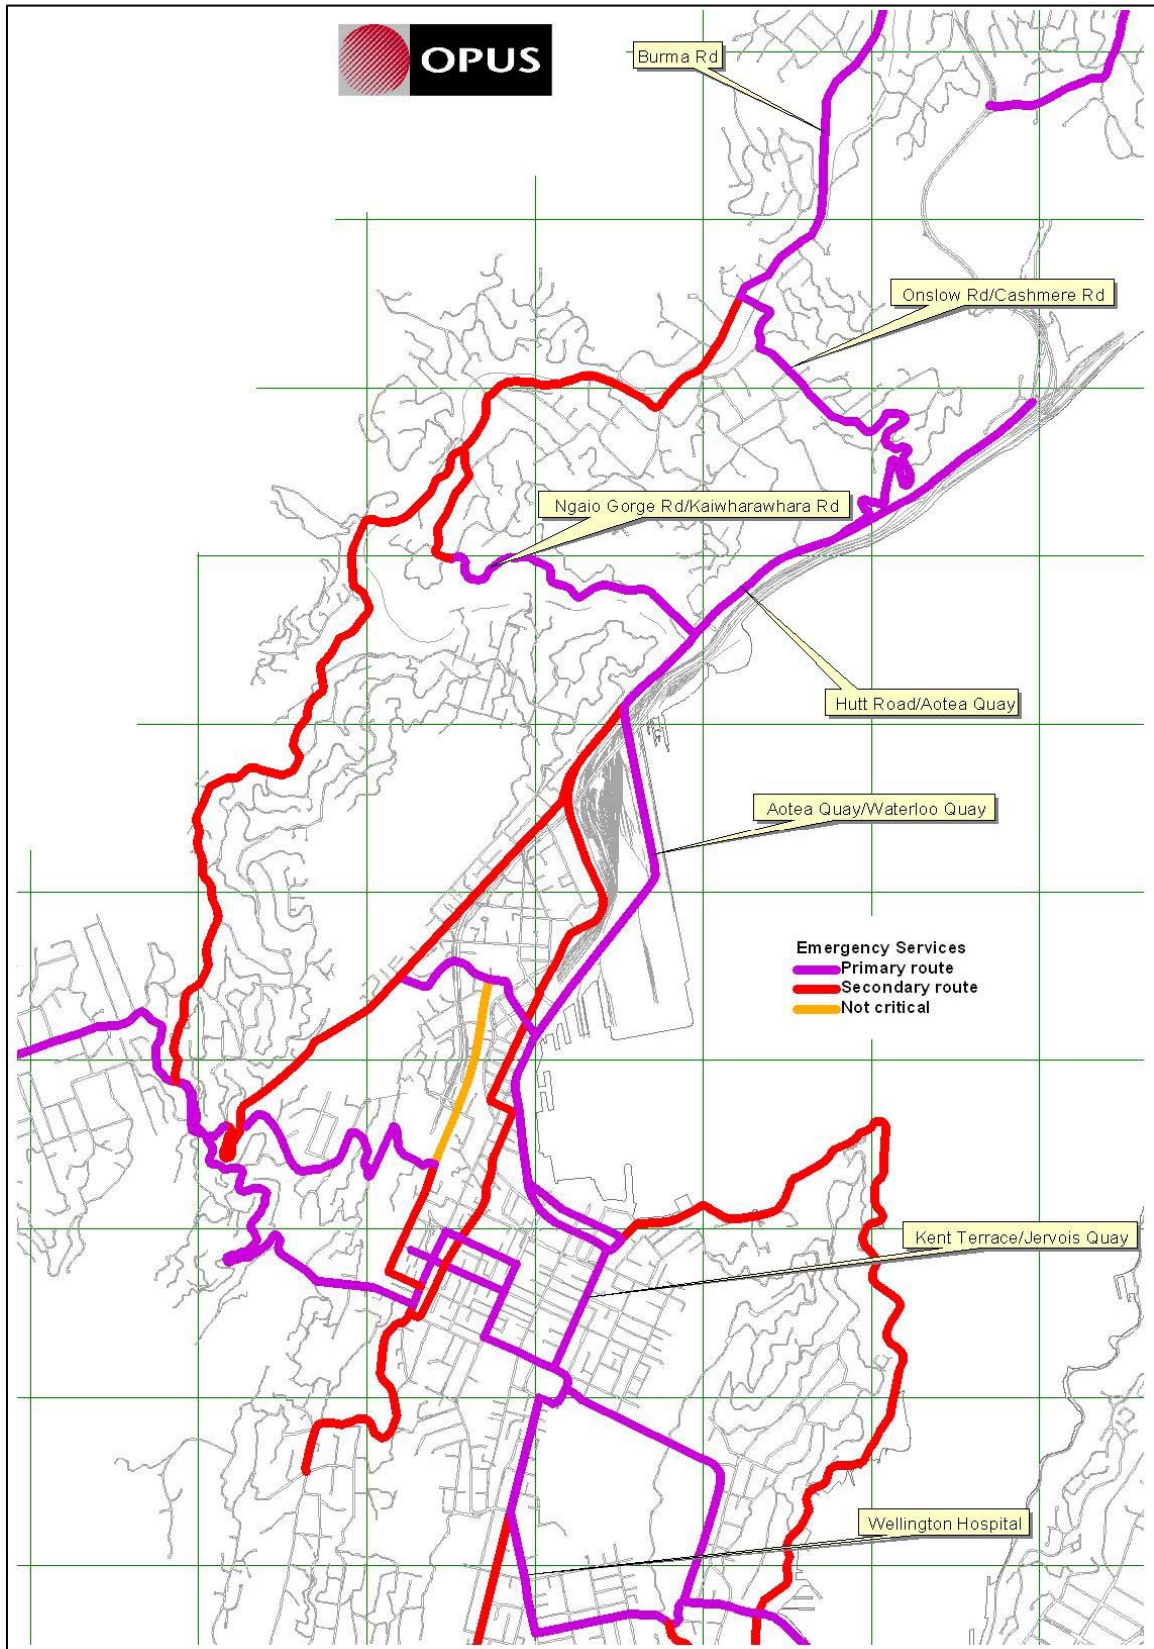 OPUS
Burma Rd
Onslow Rd/Cashmere Rd
Ngaio Gorge Rd/Kaiwharawhara Rd
Hutt Road/Aotea Quay
Aotea Quay/Waterloo Quay
Emergency Services
Primary route
Secondary route
Not critical
Kent Terrace/Jervois Quay
Wellington Hospital